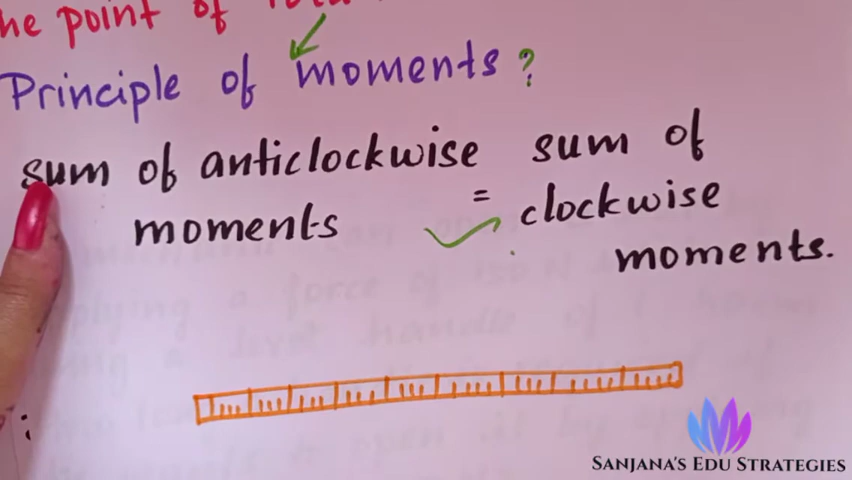 he point of
Principle of moments?
sum of anticlockwise moments
=
sum of clockwise moments.
SANJANA'S EDU STRATEGIES